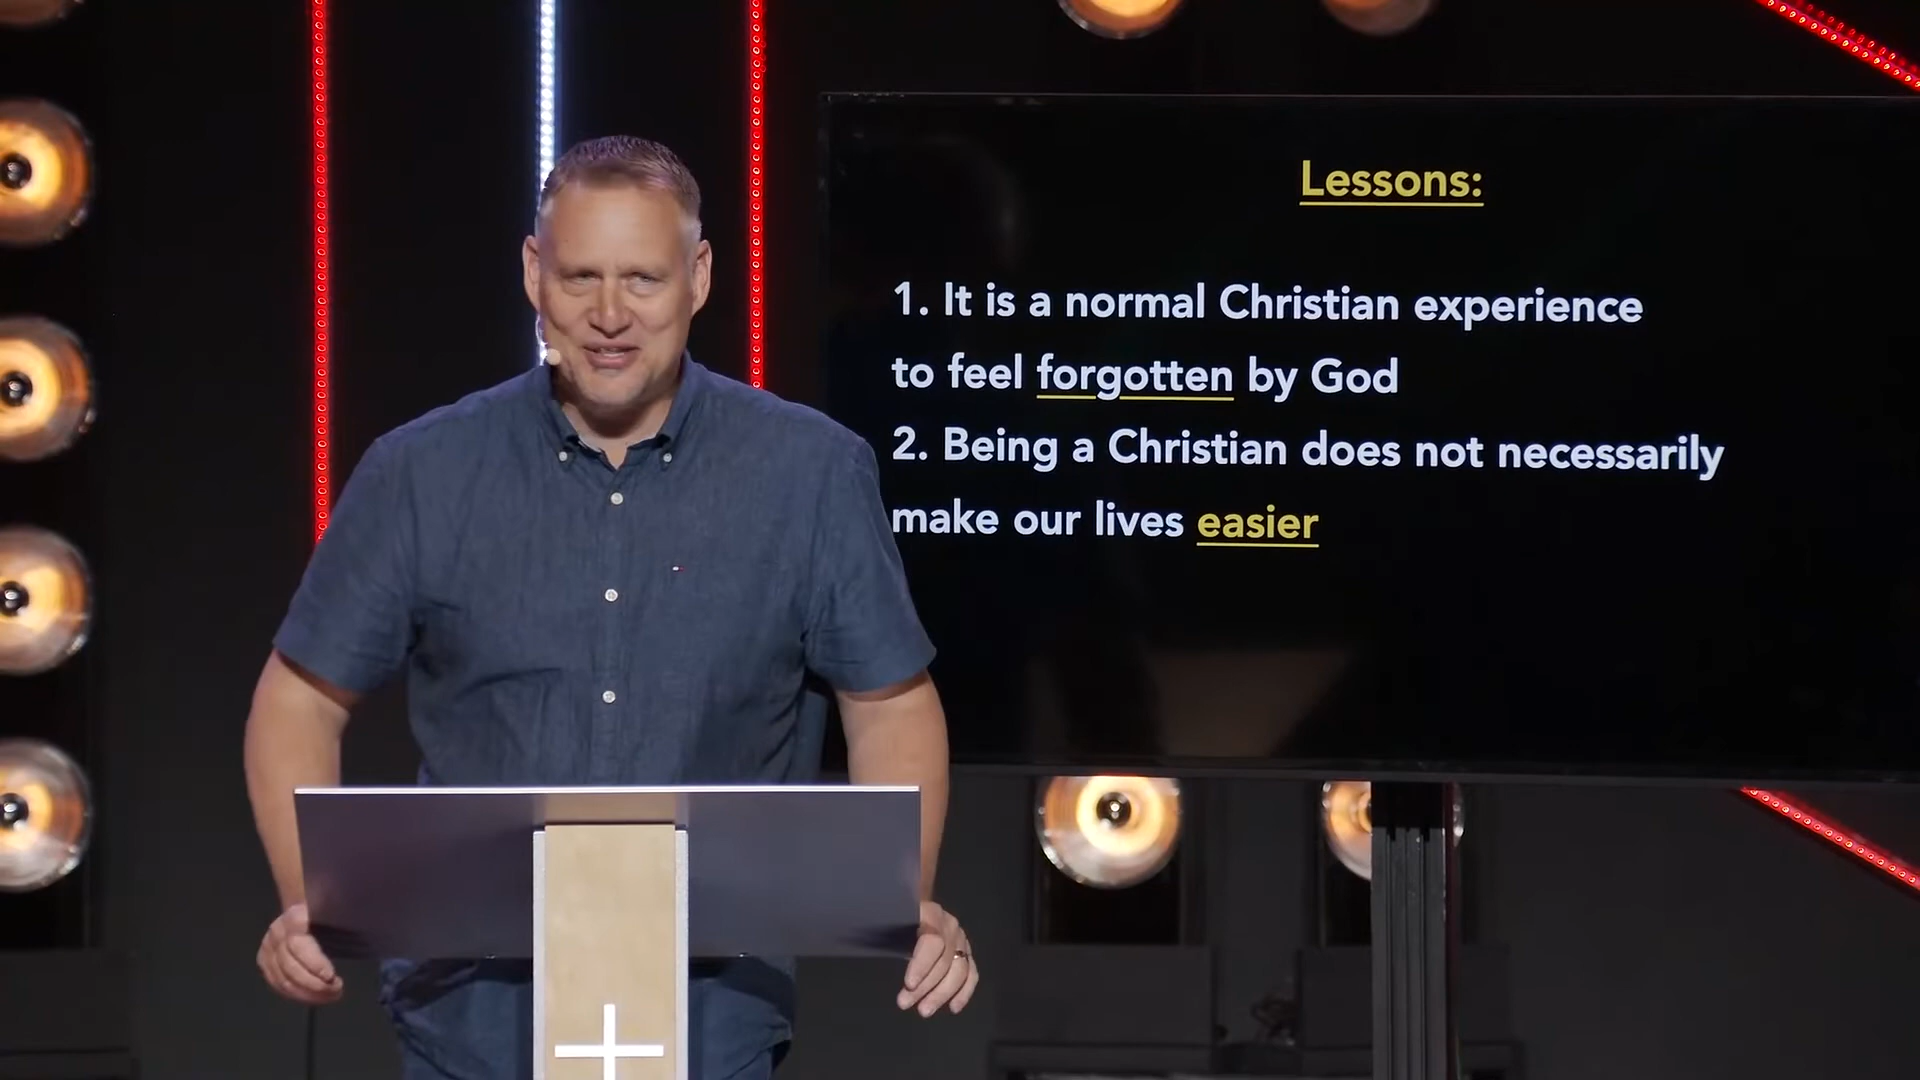 Lessons:
1. It is a normal Christian experience
to feel forgotten by God
2. Being a Christian does not necessarily
make our lives easier